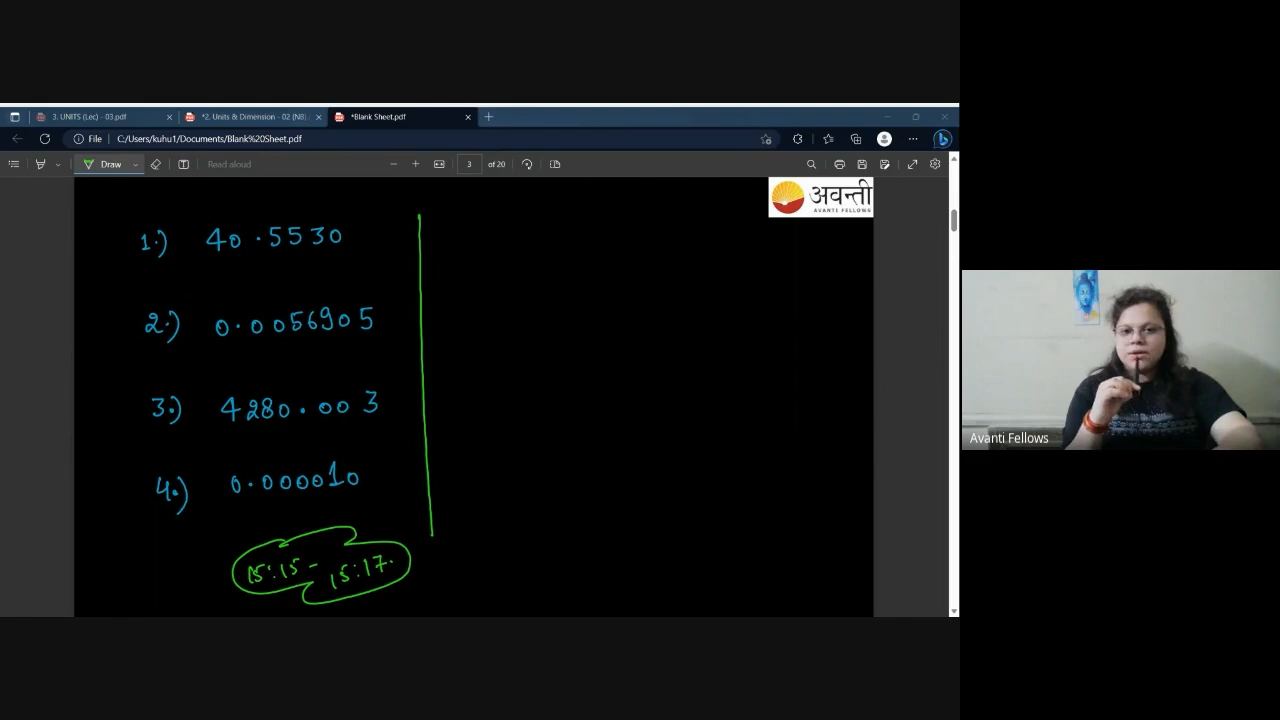 3. UNITS (Lec) - 03.pdf
*2. Units & Dimension - 02 (NB)
*Blank Sheet.pdf
File
C:/Users/kuhu1/Documents/Blank%20Sheet.pdf
Draw
Read aloud
3 of 20
अवन्ती
AVANTI FELLOWS
1.) 40.5530
2.) 0.0056905
3.) 4280.003
4.) 0.000010
15:15 - 15:17.
Avanti Fellows